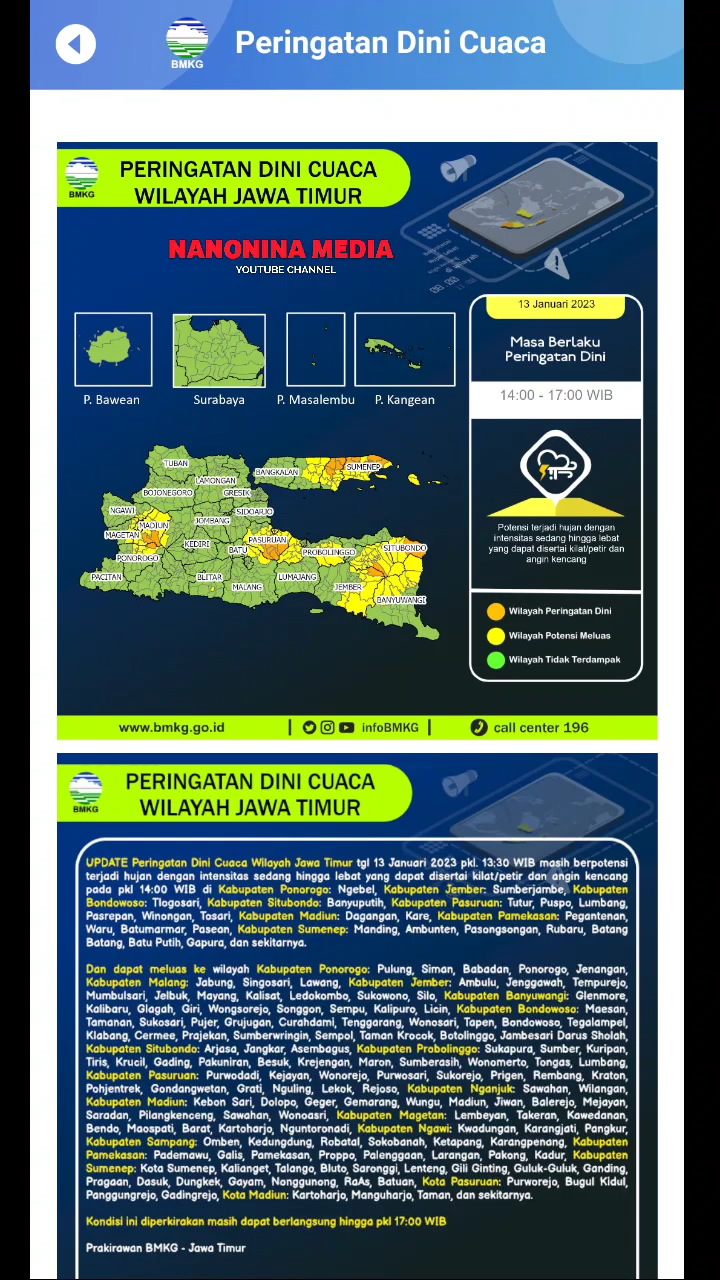 BMKG
Peringatan Dini Cuaca
BMKG
PERINGATAN DINI CUACA
WILAYAH JAWA TIMUR
NANONINA MEDIA
YOUTUBE CHANNEL
13 Januari 2023
Masa Berlaku
Peringatan Dini
14:00 - 17:00 WIB
P. Bawean
Surabaya
P. Masalembu
P. Kangean
TUBAN
LAMONGAN
BANGKALAN
SUMENEP
BOJONEGORO
GRESIK
NGAWI
SIDOARJO
MADIUN
JOMBANG
MAGETAN
KEDIRI
PASURUAN
BATU
PROBOLINGGO
SITUBONDO
PONOROGO
PACITAN
BLITAR
MALANG
LUMAJANG
JEMBER
BANYUWANGI
Potensi terjadi hujan dengan
intensitas sedang hingga lebat
yang dapat disertai kilat/petir dan
angin kencang
Wilayah Peringatan Dini
Wilayah Potensi Meluas
Wilayah Tidak Terdampak
www.bmkg.go.id
infoBMKG
call center 196
BMKG
PERINGATAN DINI CUACA
WILAYAH JAWA TIMUR
UPDATE Peringatan Dini Cuaca Wilayah Jawa Timur tgl 13 Januari 2023 pkl. 13:30 WIB masih berpotensi
terjadi hujan dengan intensitas sedang hingga lebat yang dapat disertai kilat/petir dan angin kencang
pada pkl 14:00 WIB di Kabupaten Ponorogo: Ngebel, Kabupaten Jember: Sumberjambe, Kabupaten
Bondowoso: Tlogosari, Kabupaten Situbondo: Banyuputih, Kabupaten Pasuruan: Tutur, Puspo, Lumbang,
Pasrepan, Winongan, Tosari, Kabupaten Madiun: Dagangan, Kare, Kabupaten Pamekasan: Pegantenan,
Waru, Batumarmar, Pasean, Kabupaten Sumenep: Manding, Ambunten, Pasongsongan, Rubaru, Batang
Batang, Batu Putih, Gapura, dan sekitarnya.
Dan dapat meluas ke wilayah Kabupaten Ponorogo: Pulung, Siman, Babadan, Ponorogo, Jenangan,
Kabupaten Malang: Jabung, Singosari, Lawang, Kabupaten Jember: Ambulu, Jenggawah, Tempurejo,
Mumbulsari, Jelbuk, Mayang, Kalisat, Ledokombo, Sukowono, Silo, Kabupaten Banyuwangi: Glenmore,
Kalibaru, Glagah, Giri, Wongsorejo, Songgon, Sempu, Kalipuro, Licin, Kabupaten Bondowoso: Maesan,
Tamanan, Sukosari, Pujer, Grujugan, Curahdami, Tenggarang, Wonosari, Tapen, Bondowoso, Tegalampel,
Klabang, Cermee, Prajekan, Sumberwringin, Sempol, Taman Krocok, Botolinggo, Jambesari Darus Sholah,
Kabupaten Situbondo: Arjasa, Jangkar, Asembagus, Kabupaten Probolinggo: Sukapura, Sumber, Kuripan,
Tiris, Krucil, Gading, Pakuniran, Besuk, Krejengan, Maron, Sumberasih, Wonomerto, Tongas, Lumbang,
Kabupaten Pasuruan: Purwodadi, Kejayan, Wonorejo, Purwosari, Sukorejo, Prigen, Rembang, Kraton,
Pohjentrek, Gondangwetan, Grati, Nguling, Lekok, Rejoso, Kabupaten Nganjuk: Sawahan, Wilangan,
Kabupaten Madiun: Kebon Sari, Dolopo, Geger, Gemarang, Wungu, Madiun, Jiwan, Balerejo, Mejayan,
Saradan, Pilangkenceng, Sawahan, Wonoasri, Kabupaten Magetan: Lembeyan, Takeran, Kawedanan,
Bendo, Maospati, Barat, Kartoharjo, Nguntoronadi, Kabupaten Ngawi: Kwadungan, Karangjati, Pangkur,
Kabupaten Sampang: Omben, Kedungdung, Robatal, Sokobanah, Ketapang, Karangpenang, Kabupaten
Pamekasan: Pademawu, Galis, Pamekasan, Proppo, Palenggaan, Larangan, Pakong, Kadur, Kabupaten
Sumenep: Kota Sumenep, Kalianget, Talango, Bluto, Saronggi, Lenteng, Gili Ginting, Guluk-Guluk, Ganding,
Pragaan, Dasuk, Dungkek, Gayam, Nonggunong, RaAs, Batuan, Kota Pasuruan: Purworejo, Bugul Kidul,
Panggungrejo, Gadingrejo, Kota Madiun: Kartoharjo, Manguharjo, Taman, dan sekitarnya.
Kondisi ini diperkirakan masih dapat berlangsung hingga pkl 17:00 WIB
Prakirawan BMKG - Jawa Timur